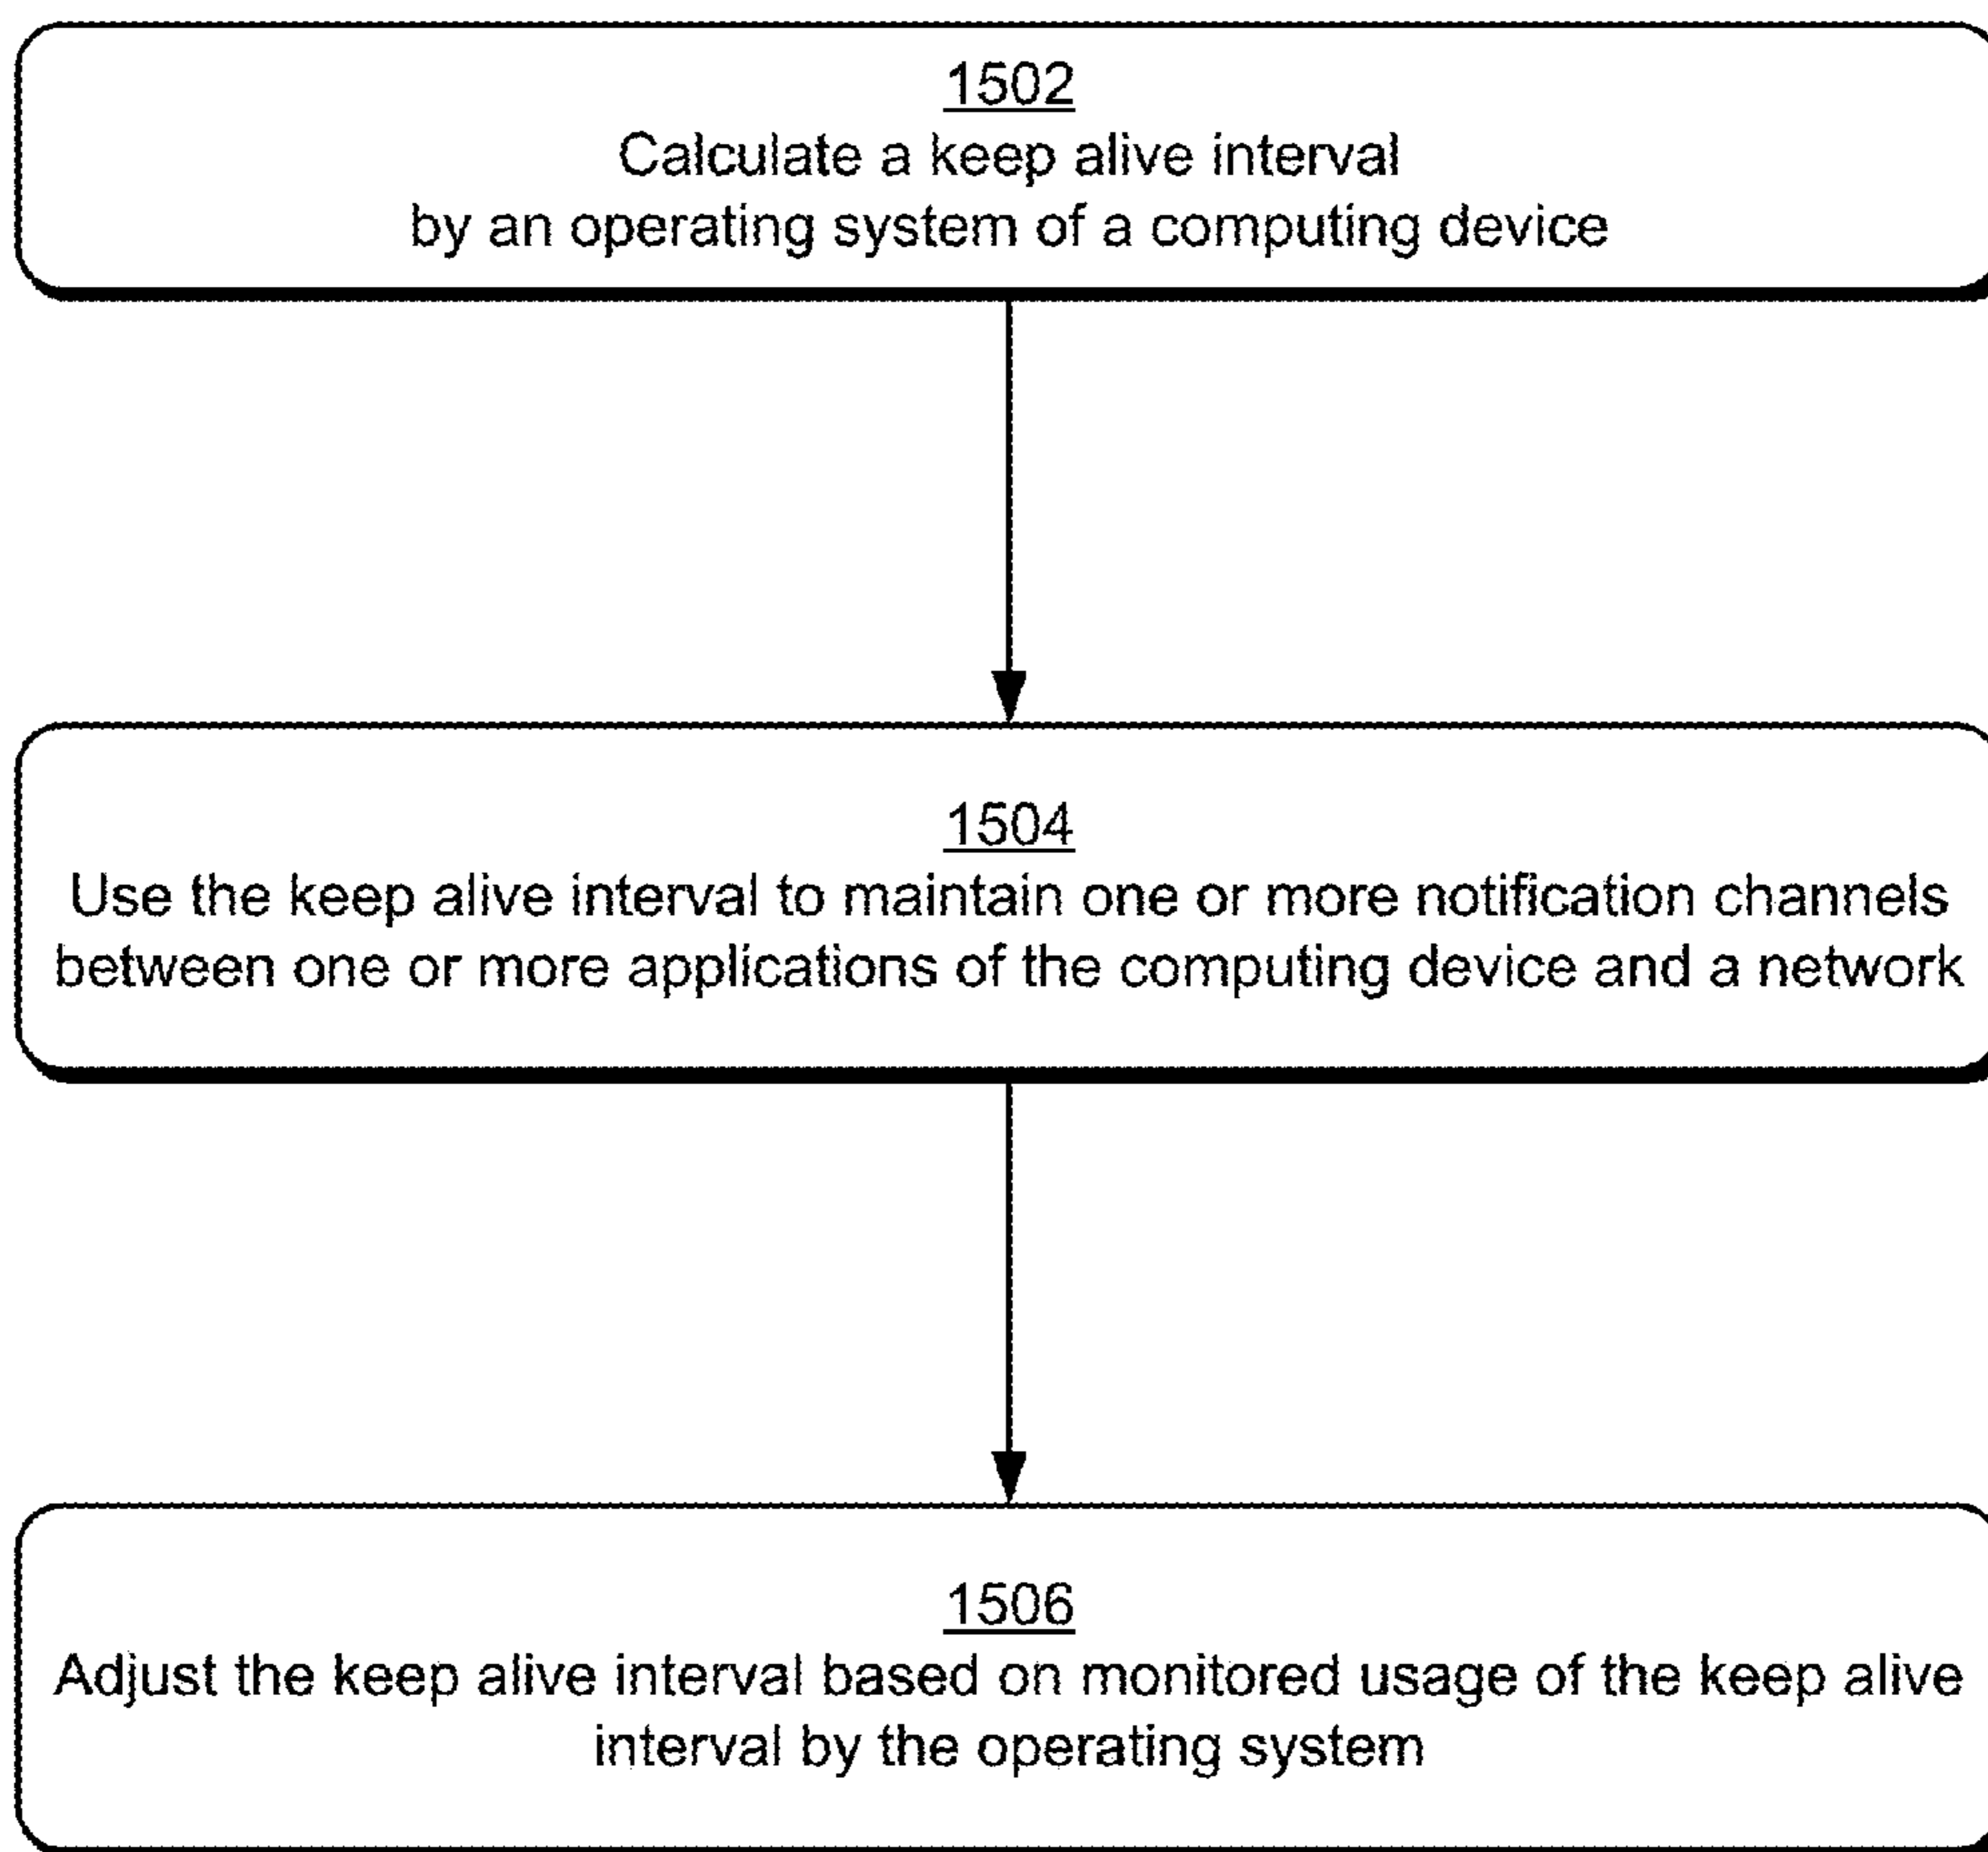 1502
Calculate a keep alive interval
by an operating system of a computing device
1504
Use the keep alive interval to maintain one or more notification channels
between one or more applications of the computing device and a network
1506
Adjust the keep alive interval based on monitored usage of the keep alive
interval by the operating system